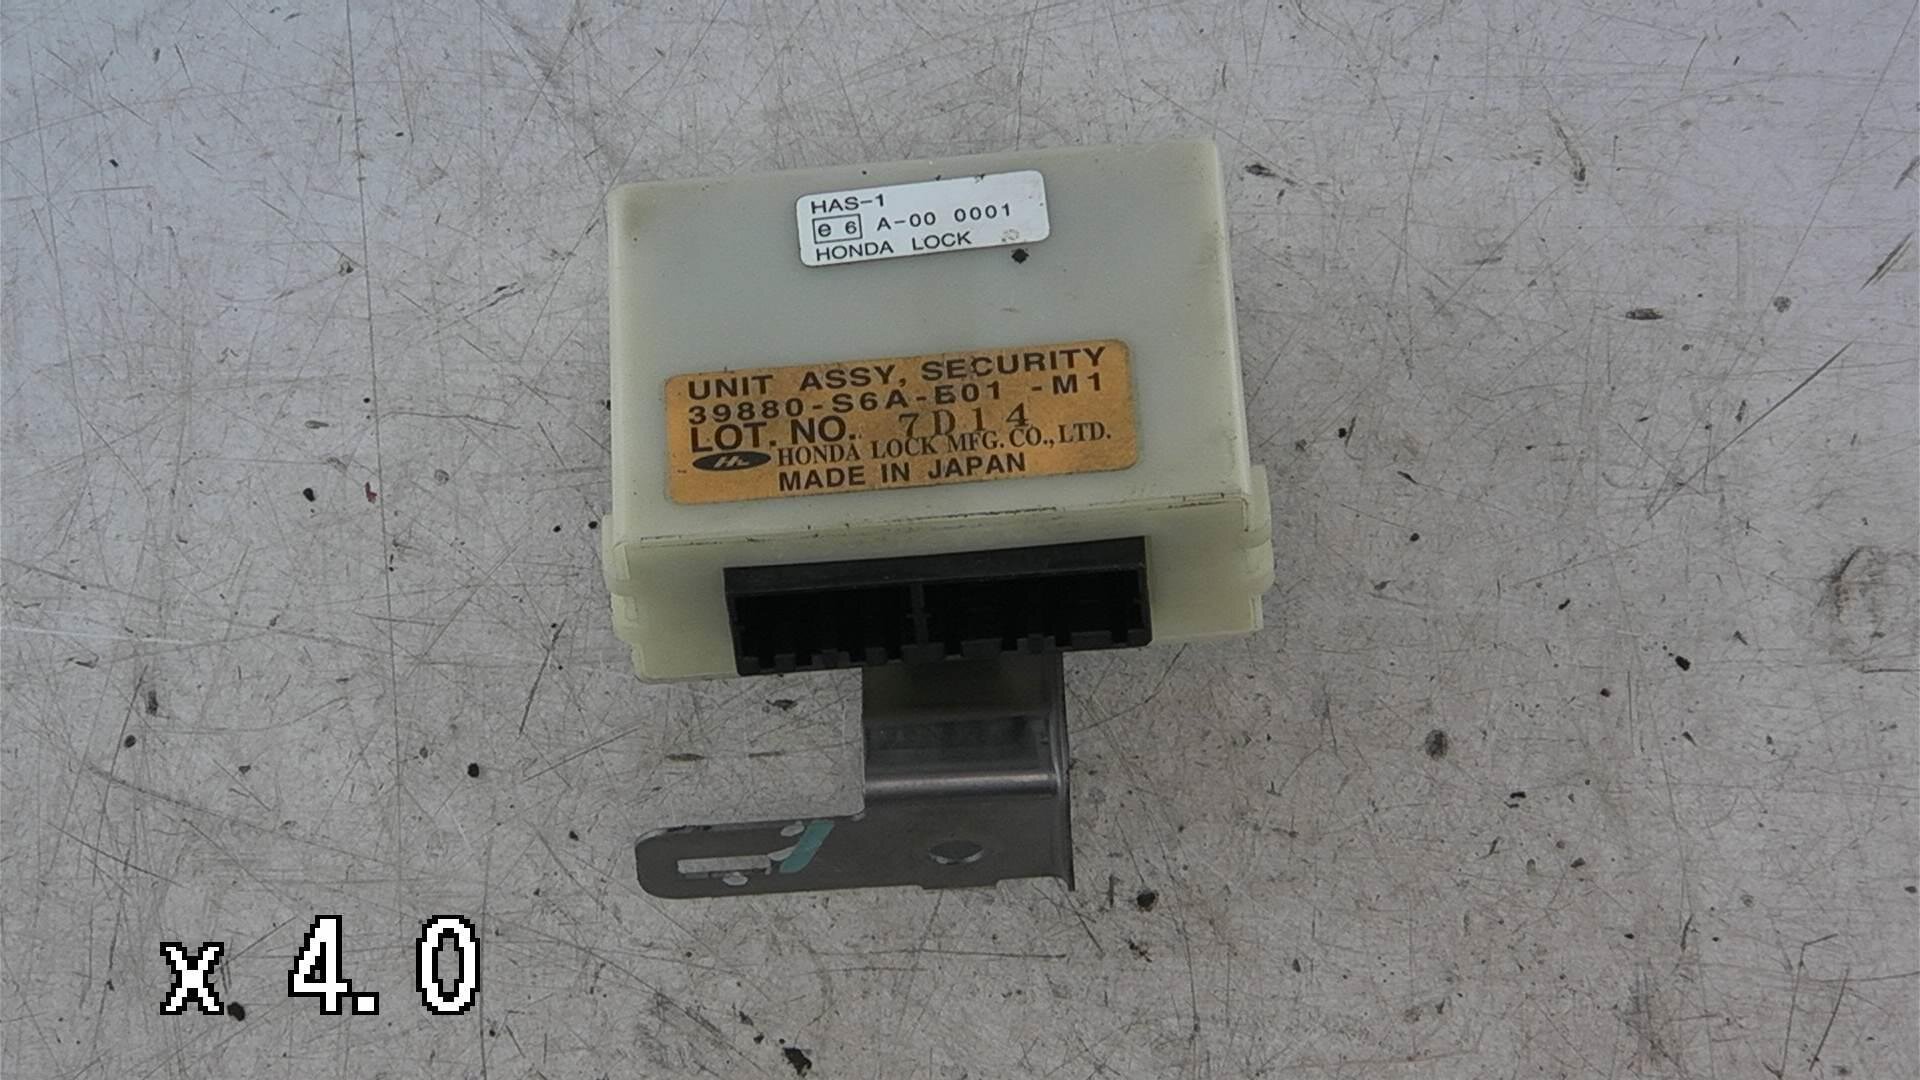 HAS-1
e 6 A-00 0001
HONDA LOCK
UNIT ASSY, SECURITY
39880-S6A-E01 -M1
LOT. NO. 7D14
HL HONDA LOCK MFG. CO., LTD.
MADE IN JAPAN
x 4.0